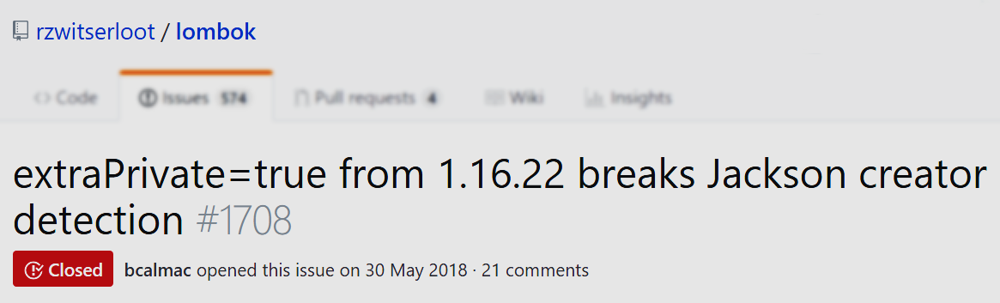 rzwitserloot / lombok
Code Issues 574 Pull requests 4 Wiki Insights
extraPrivate=true from 1.16.22 breaks Jackson creator
detection #1708
Closed bcalmac opened this issue on 30 May 2018 · 21 comments